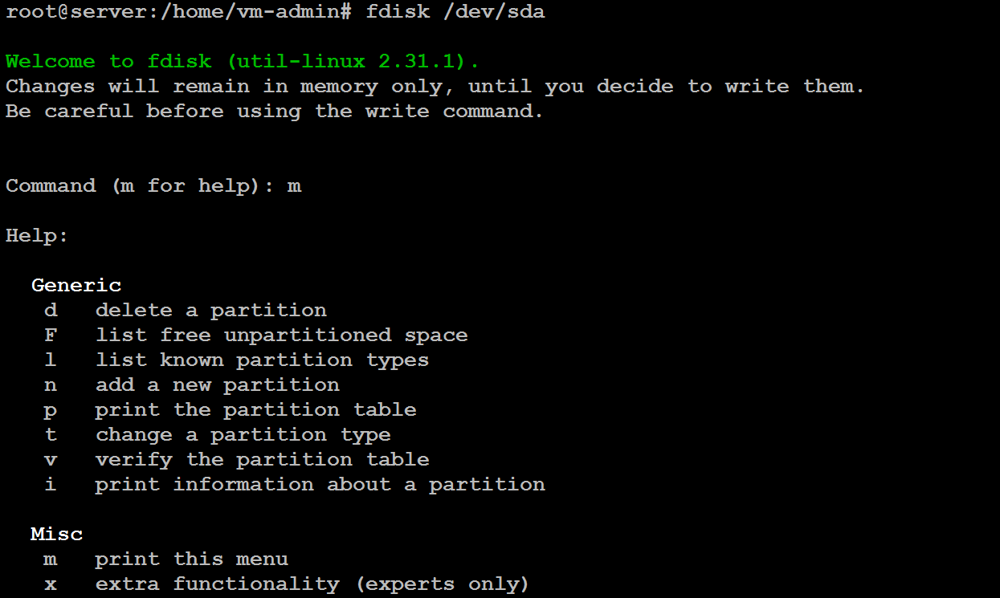 root@server:/home/vm-admin# fdisk /dev/sda
Welcome to fdisk (util-linux 2.31.1).
Changes will remain in memory only, until you decide to write them.
Be careful before using the write command.
Command (m for help): m
Help:
Generic
d   delete a partition
F   list free unpartitioned space
l   list known partition types
n   add a new partition
p   print the partition table
t   change a partition type
v   verify the partition table
i   print information about a partition
Misc
m   print this menu
x   extra functionality (experts only)